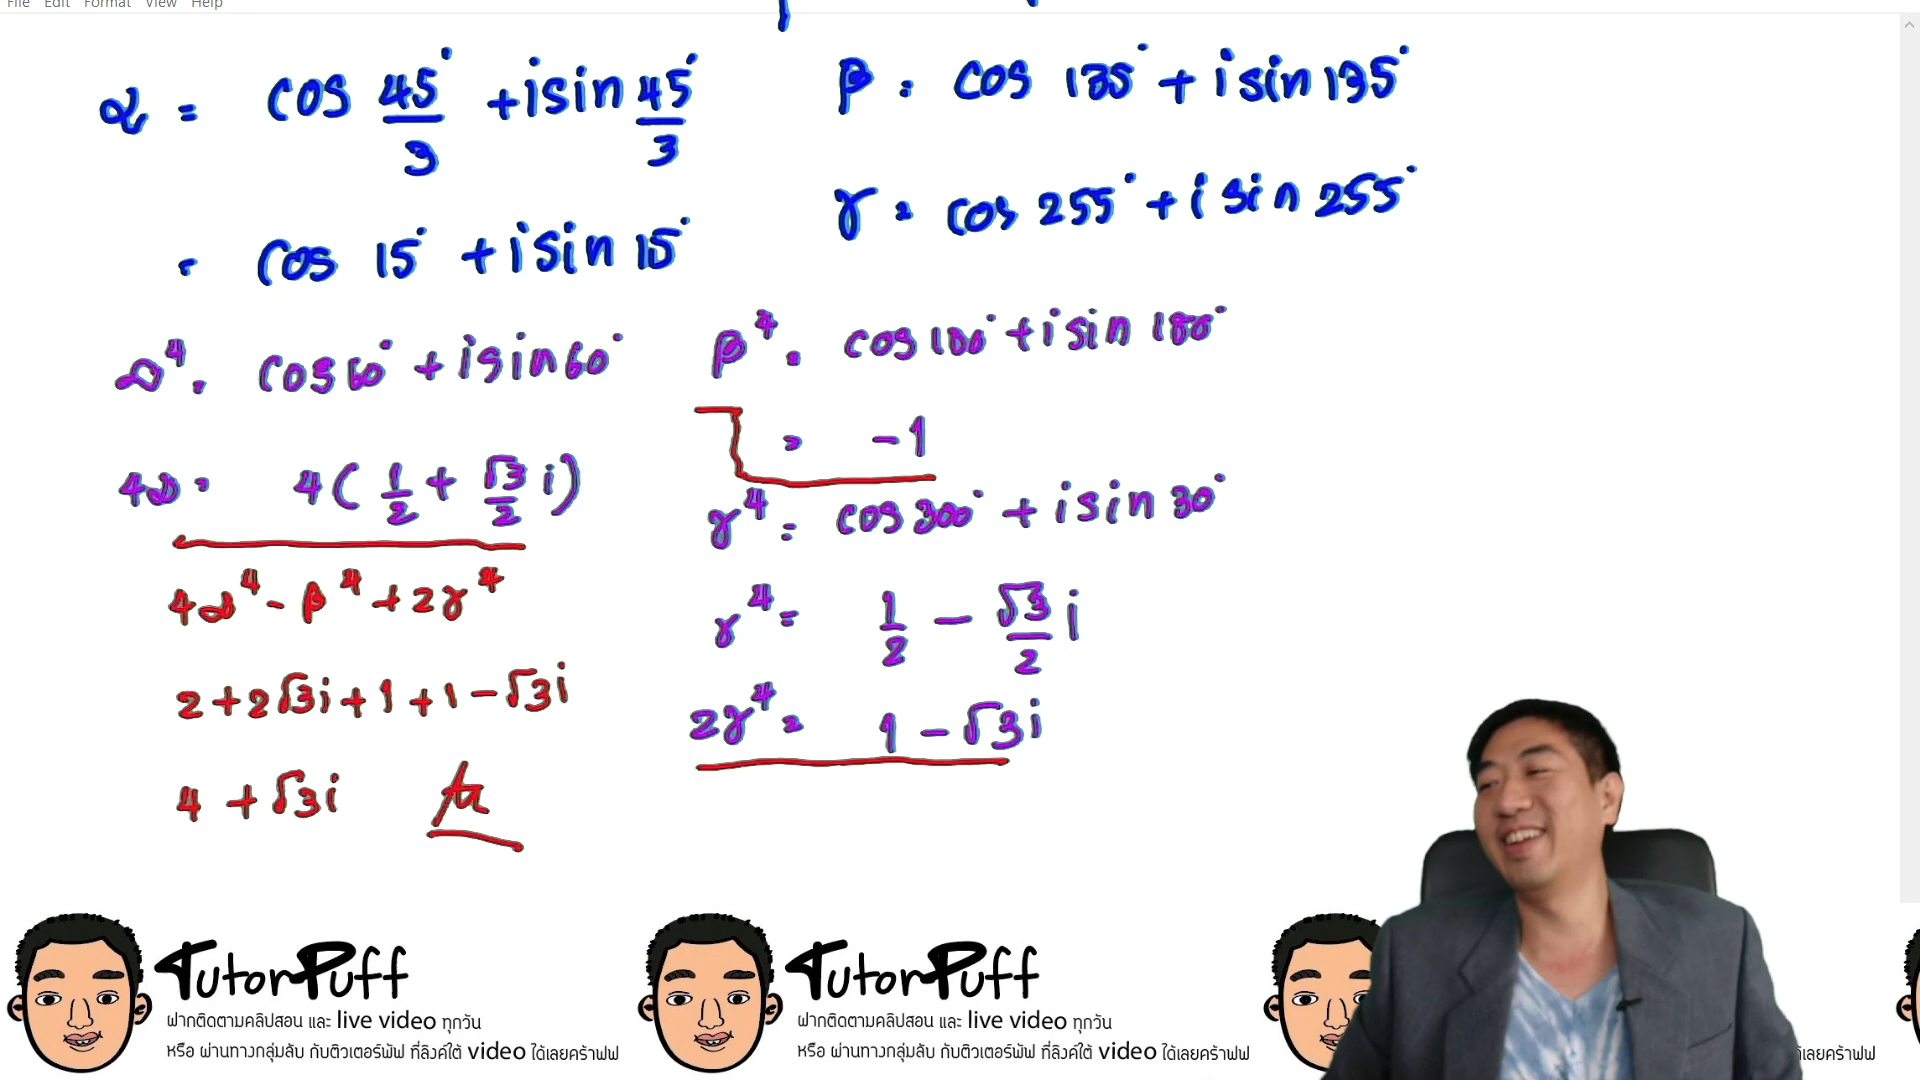 File Edit Format View Help
α = cos 45°/3 + i sin 45°/3
= cos 15° + i sin 15°
α⁴ = cos 60° + i sin 60°
4α = 4(1/2 + √3/2 i)
4α⁴ - β⁴ + 2γ⁴
2 + 2√3i + 1 + 1 - √3i
4 + √3i
β = cos 135° + i sin 135°
γ = cos 255° + i sin 255°
β⁴ = cos 180° + i sin 180°
= -1
γ⁴ = cos 300° + i sin 30°
γ⁴ = 1/2 - √3/2 i
2γ⁴ = 1 - √3i
TutorPuff
ฝากติดตามคลิปสอน และ live video ทุกวัน
หรือ ผ่านทางกลุ่มลับ กับติวเตอร์พัฟ ที่ลิงค์ใต้ video ได้เลยคร้าฟฟ
TutorPuff
ฝากติดตามคลิปสอน และ live video ทุกวัน
หรือ ผ่านทางกลุ่มลับ กับติวเตอร์พัฟ ที่ลิงค์ใต้ video ได้เลยคร้าฟฟ
ได้เลยคร้าฟฟ